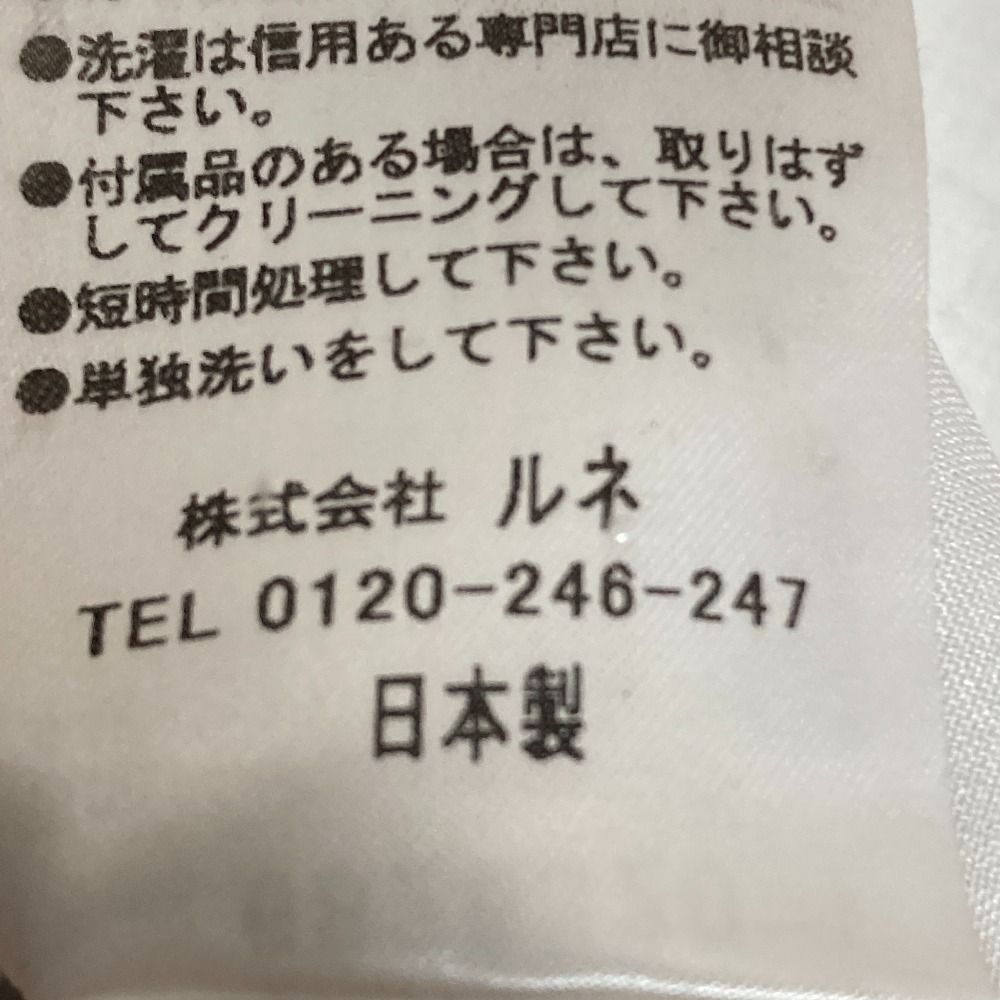 ●洗濯は信用ある専門店に御相談
下さい。
●付属品のある場合は、取りはず
してクリーニングして下さい。
●短時間処理して下さい。
●単独洗いをして下さい。
株式会社 ルネ
TEL 0120-246-247
日本製